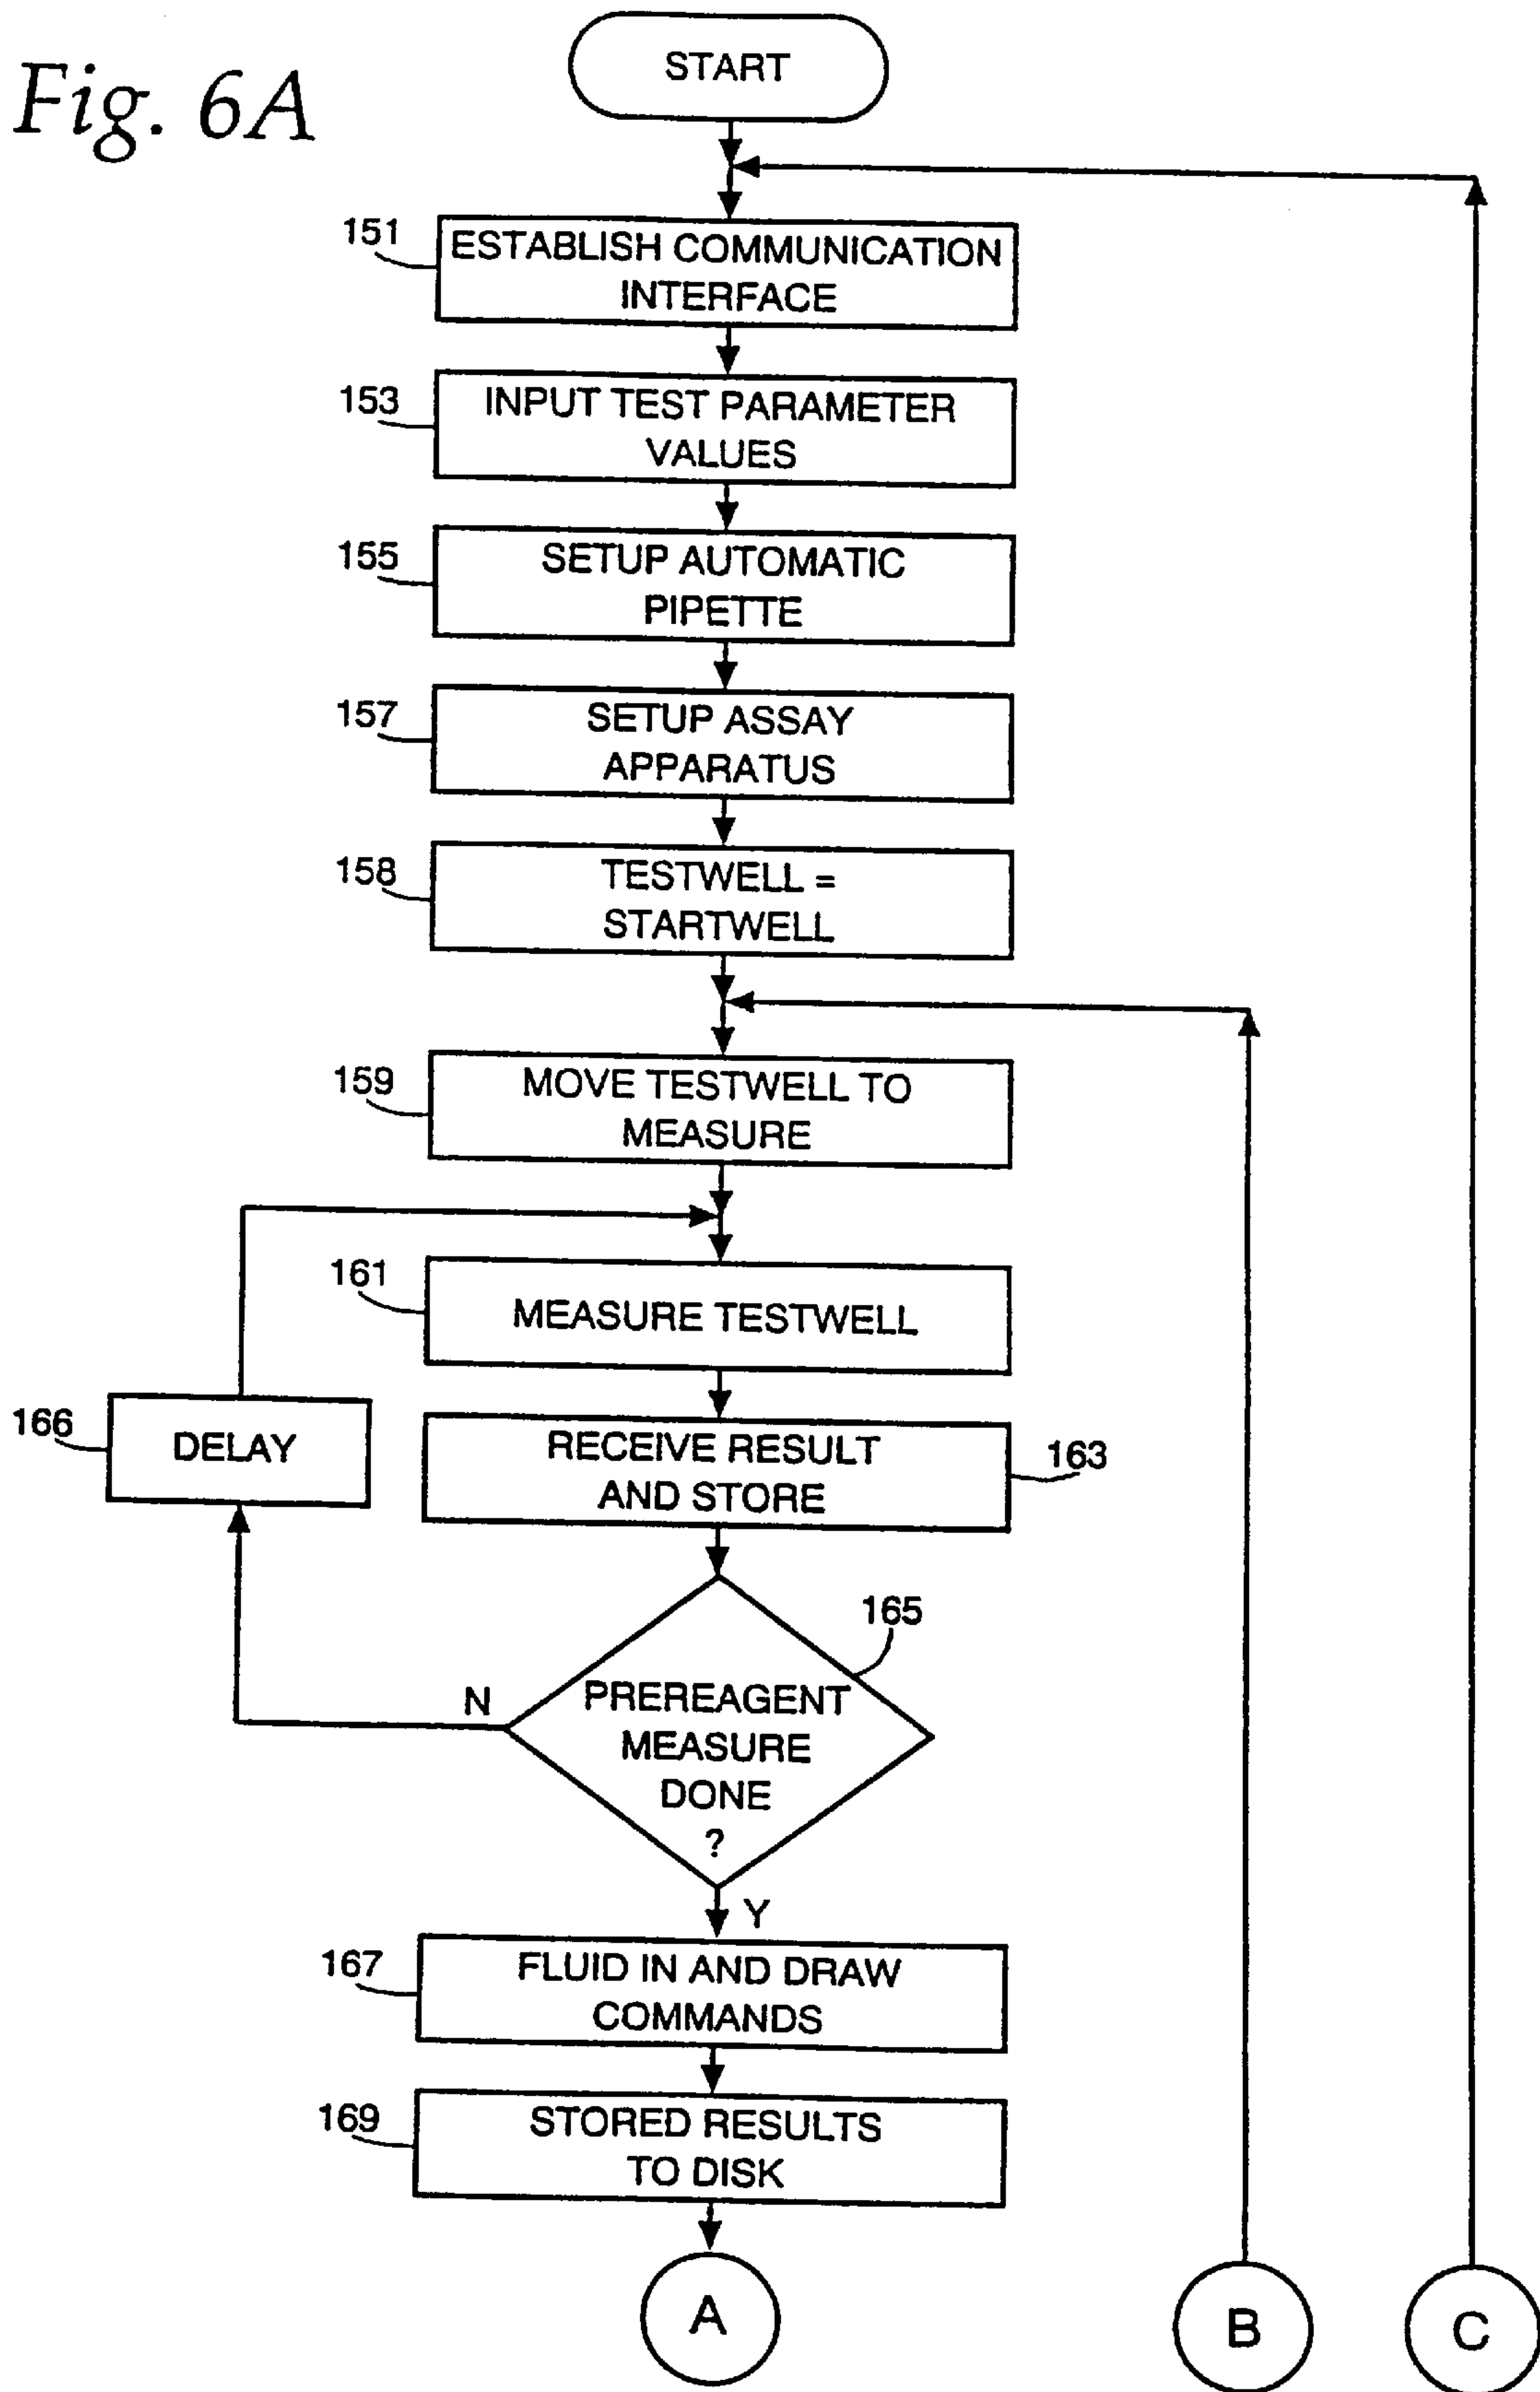 Fig. 6A
START
151
ESTABLISH COMMUNICATION
INTERFACE
153
INPUT TEST PARAMETER
VALUES
155
SETUP AUTOMATIC
PIPETTE
157
SETUP ASSAY
APPARATUS
158
TESTWELL =
STARTWELL
159
MOVE TESTWELL TO
MEASURE
161
MEASURE TESTWELL
166
DELAY
RECEIVE RESULT
AND STORE
163
165
N
PREREAGENT
MEASURE
DONE
?
Y
167
FLUID IN AND DRAW
COMMANDS
169
STORED RESULTS
TO DISK
A
B
C